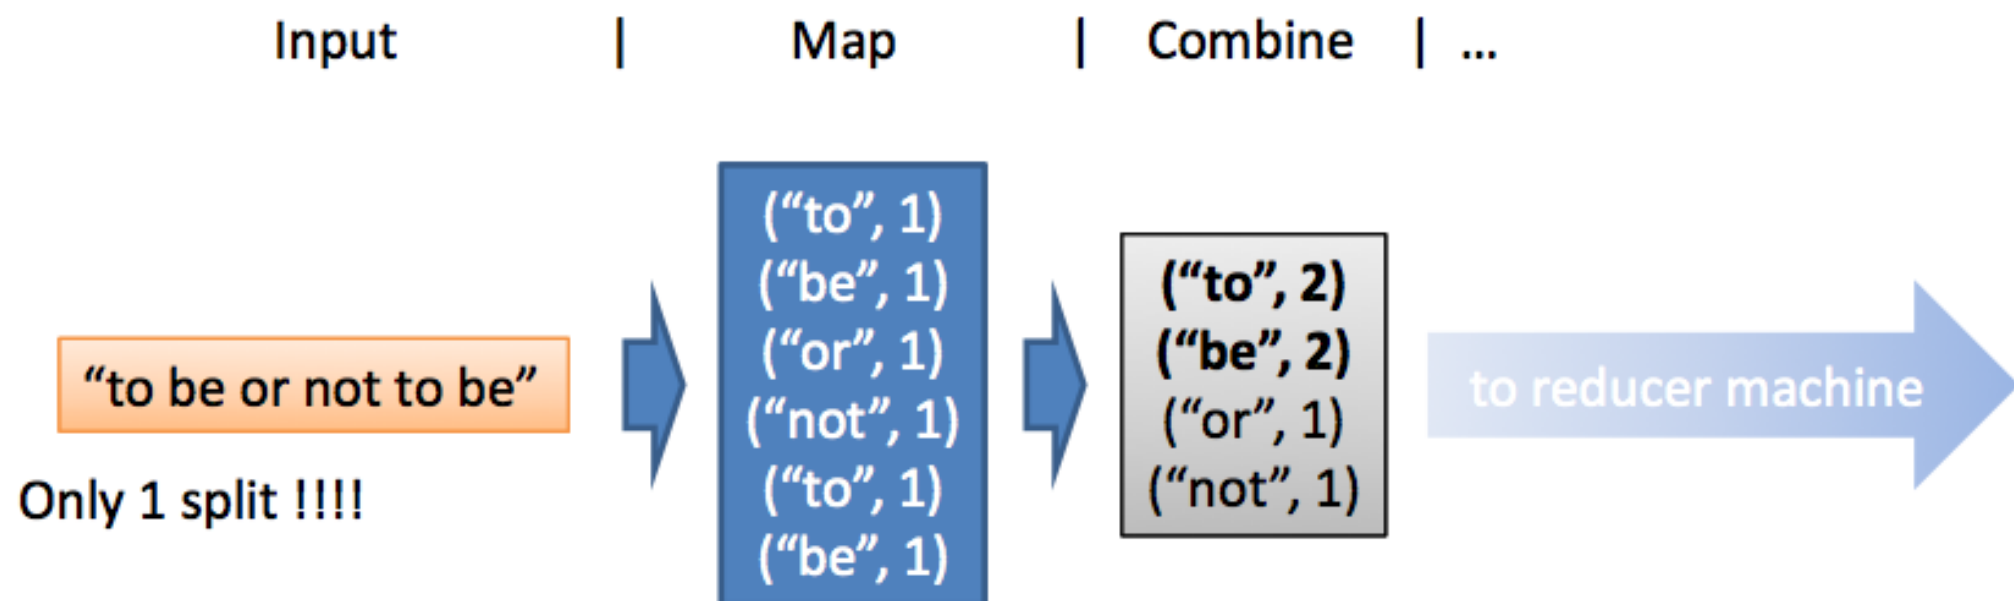 Input | Map | Combine | ...
“to be or not to be”
Only 1 split !!!!
(“to”, 1)
(“be”, 1)
(“or”, 1)
(“not”, 1)
(“to”, 1)
(“be”, 1)
(“to”, 2)
(“be”, 2)
(“or”, 1)
(“not”, 1)
to reducer machine